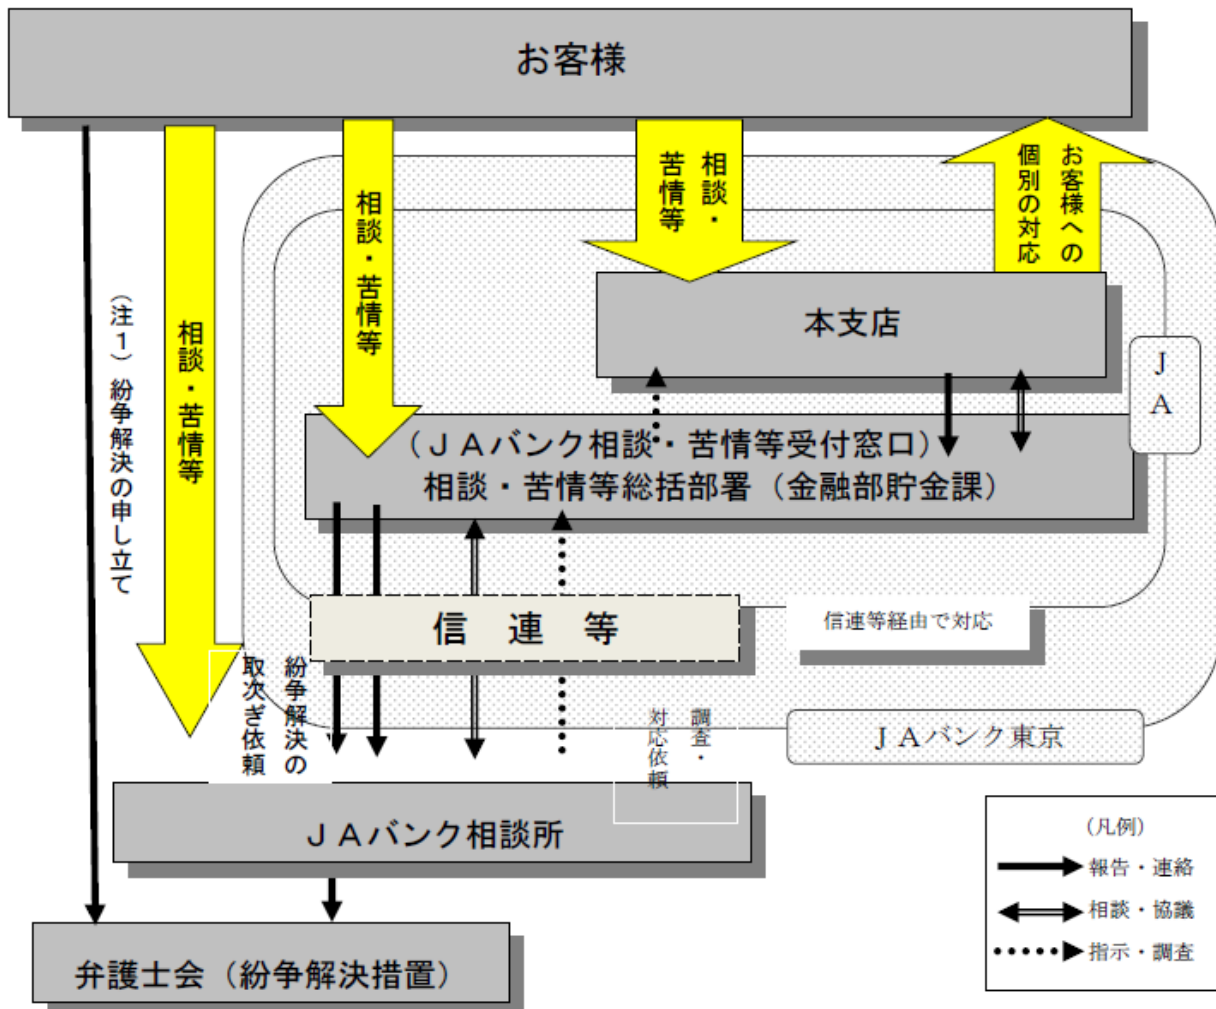 お客様
相談・
苦情等
お客様への
個別の対応
相談・苦情等
相談・苦情等
（注１）紛争解決の申し立て
本支店
ＪＡ
（ＪＡバンク相談・苦情等受付窓口）
相談・苦情等総括部署（金融部貯金課）
信　連　等
信連等経由で対応
紛争解決の
取次ぎ依頼
調査・
対応依頼
ＪＡバンク東京
ＪＡバンク相談所
弁護士会（紛争解決措置）
（凡例）
報告・連絡
相談・協議
指示・調査